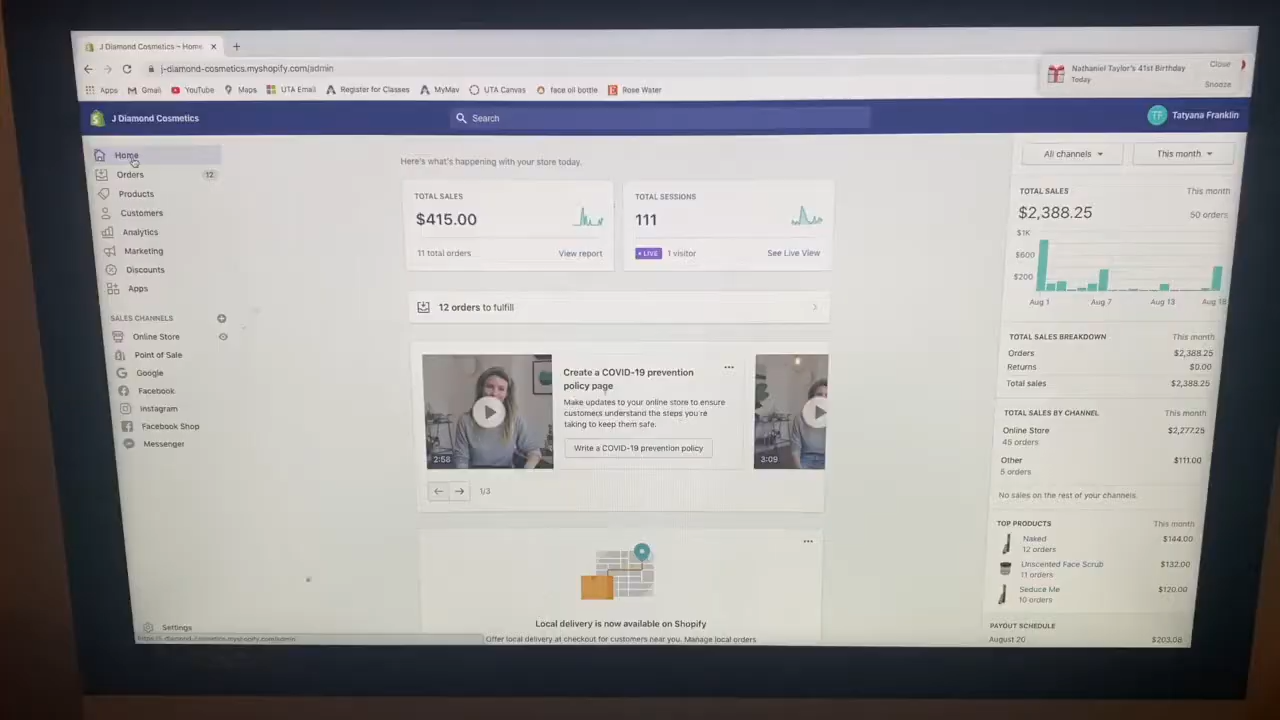 J Diamond Cosmetics ~ Home
j-diamond-cosmetics.myshopify.com/admin
Nathaniel Taylor's 41st Birthday
Today
Close
Snooze
Apps
Gmail
YouTube
Maps
UTA Email
Register for Classes
MyMav
UTA Canvas
face oil bottle
Rose Water
J Diamond Cosmetics
Search
TF
Tatyana Franklin
Home
Orders 12
Products
Customers
Analytics
Marketing
Discounts
Apps
SALES CHANNELS
Online Store
Point of Sale
Google
Facebook
Instagram
Facebook Shop
Messenger
Settings
https://j-diamond-cosmetics.myshopify.com/admin
Here's what's happening with your store today.
TOTAL SALES
$415.00
11 total orders
View report
TOTAL SESSIONS
111
LIVE
1 visitor
See Live View
12 orders to fulfill
2:58
Create a COVID-19 prevention
policy page
Make updates to your online store to ensure
customers understand the steps you're
taking to keep them safe.
Write a COVID-19 prevention policy
3:09
1/3
Local delivery is now available on Shopify
Offer local delivery at checkout for customers near you. Manage local orders
All channels
This month
TOTAL SALES This month
$2,388.25 50 orders
$1K
$600
$200
Aug 1 Aug 7 Aug 13 Aug 18
TOTAL SALES BREAKDOWN This month
Orders $2,388.25
Returns $0.00
Total sales $2,388.25
TOTAL SALES BY CHANNEL This month
Online Store $2,277.25
45 orders
Other $111.00
5 orders
No sales on the rest of your channels.
TOP PRODUCTS This month
Naked $144.00
12 orders
Unscented Face Scrub $132.00
11 orders
Seduce Me $120.00
10 orders
PAYOUT SCHEDULE
August 20 $203.08